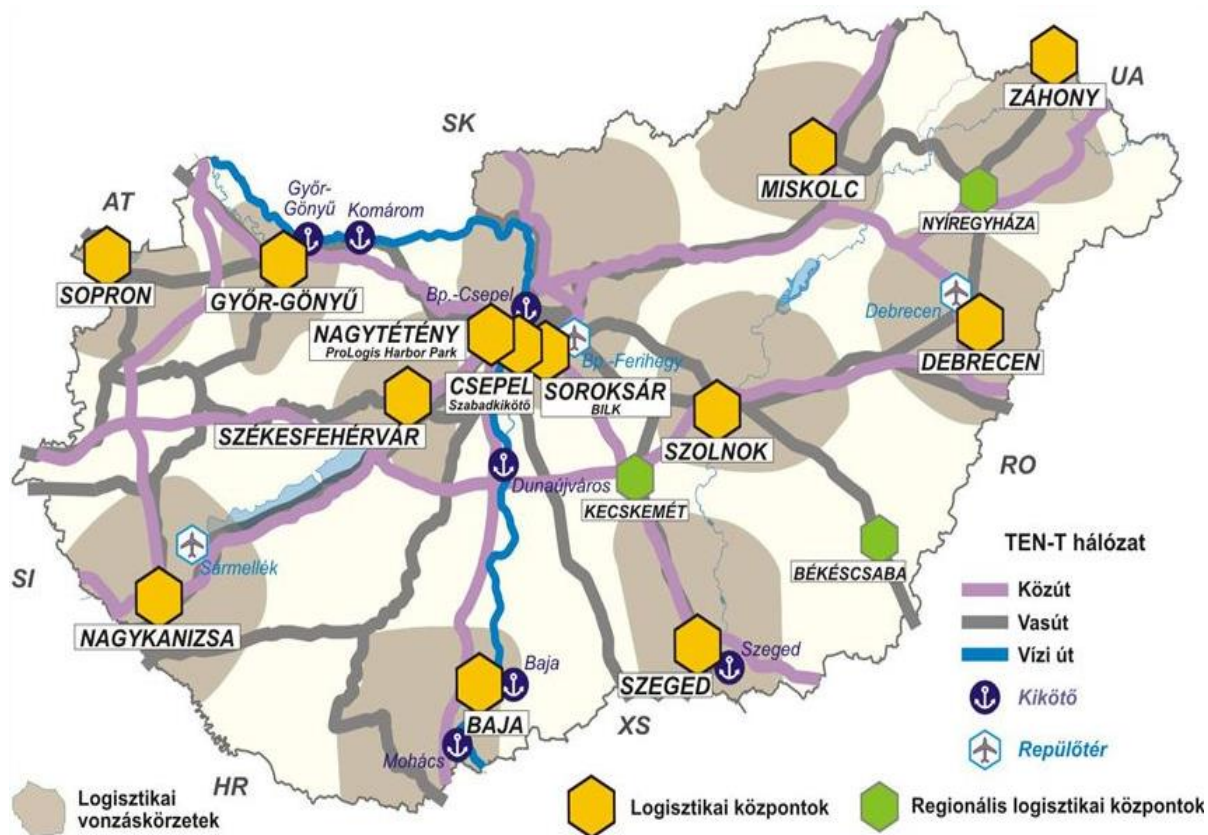 UA
ZÁHONY
SK
MISKOLC
Győr-
Gönyű
Komárom
AT
NYÍREGYHÁZA
SOPRON
GYŐR-GÖNYŰ
Bp.-Csepel
Debrecen
NAGYTÉTÉNY
ProLogis Harbor Park
Bp.-Ferihegy
DEBRECEN
CSEPEL
Szabadkikötő
SOROKSÁR
BILK
SZÉKESFEHÉRVÁR
SZOLNOK
RO
Dunaújváros
KECSKEMÉT
TEN-T hálózat
Sármellék
BÉKÉSCSABA
SI
Közút
NAGYKANIZSA
Vasút
Szeged
Vízi út
Baja
SZEGED
Kikötő
BAJA
XS
Mohács
Repülőtér
HR
Logisztikai
vonzáskörzetek
Logisztikai központok
Regionális logisztikai központok